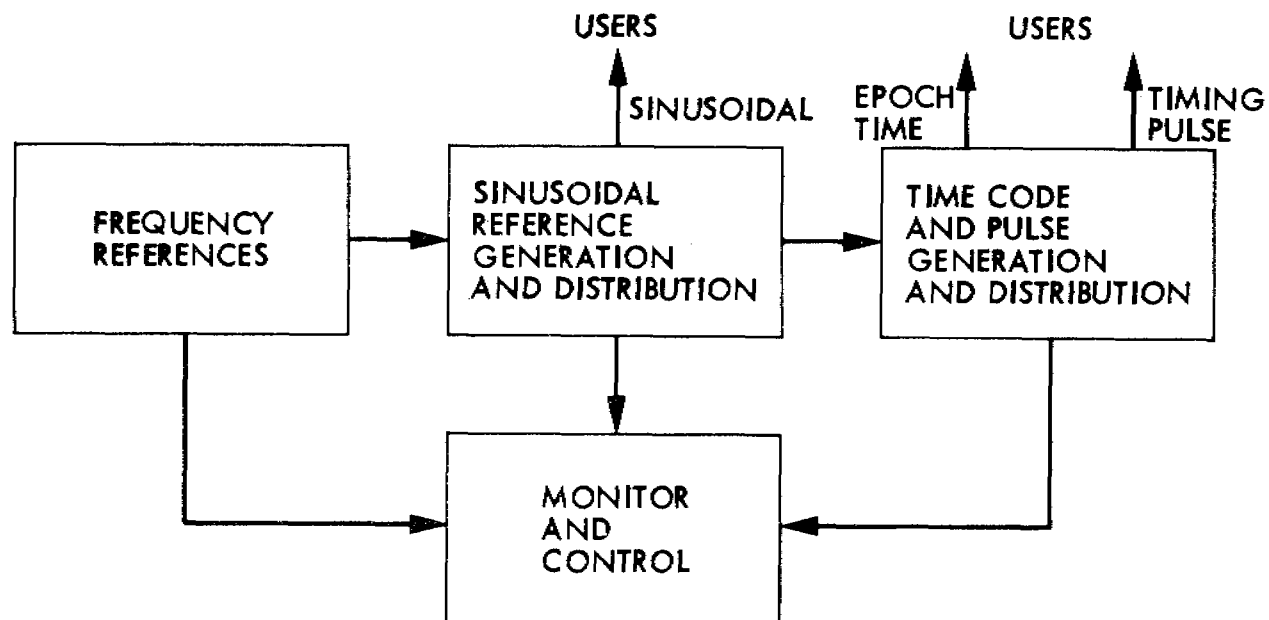 USERS
USERS
SINUSOIDAL
EPOCH
TIME
TIMING
PULSE
FREQUENCY
REFERENCES
SINUSOIDAL
REFERENCE
GENERATION
AND DISTRIBUTION
TIME CODE
AND PULSE
GENERATION
AND DISTRIBUTION
MONITOR
AND
CONTROL